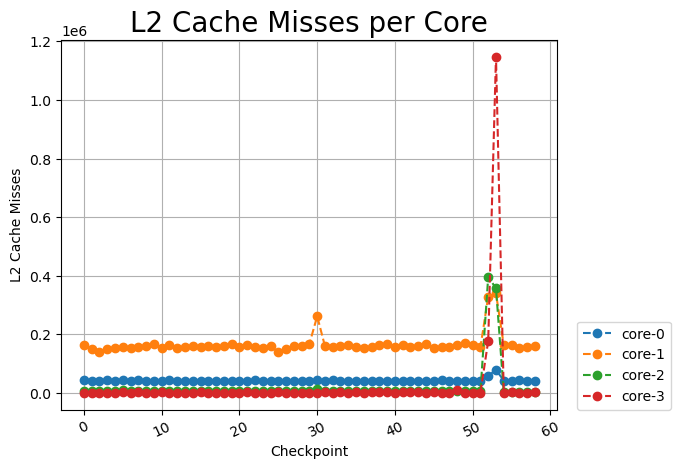 L2 Cache Misses per Core
1e6
1.2
1.0
0.8
0.6
0.4
0.2
0.0
L2 Cache Misses
0
10
20
30
40
50
60
Checkpoint
core-0
core-1
core-2
core-3